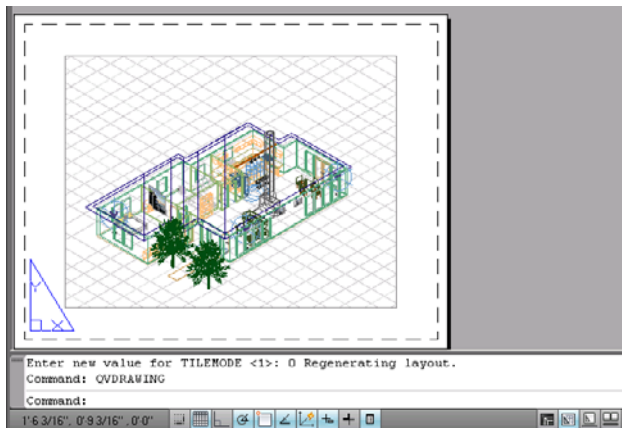 Y
X
Enter new value for TILEMODE <1>: 0 Regenerating layout.
Command: QVDRAWING
Command:
1'6 3/16", 0'9 3/16", 0'0"